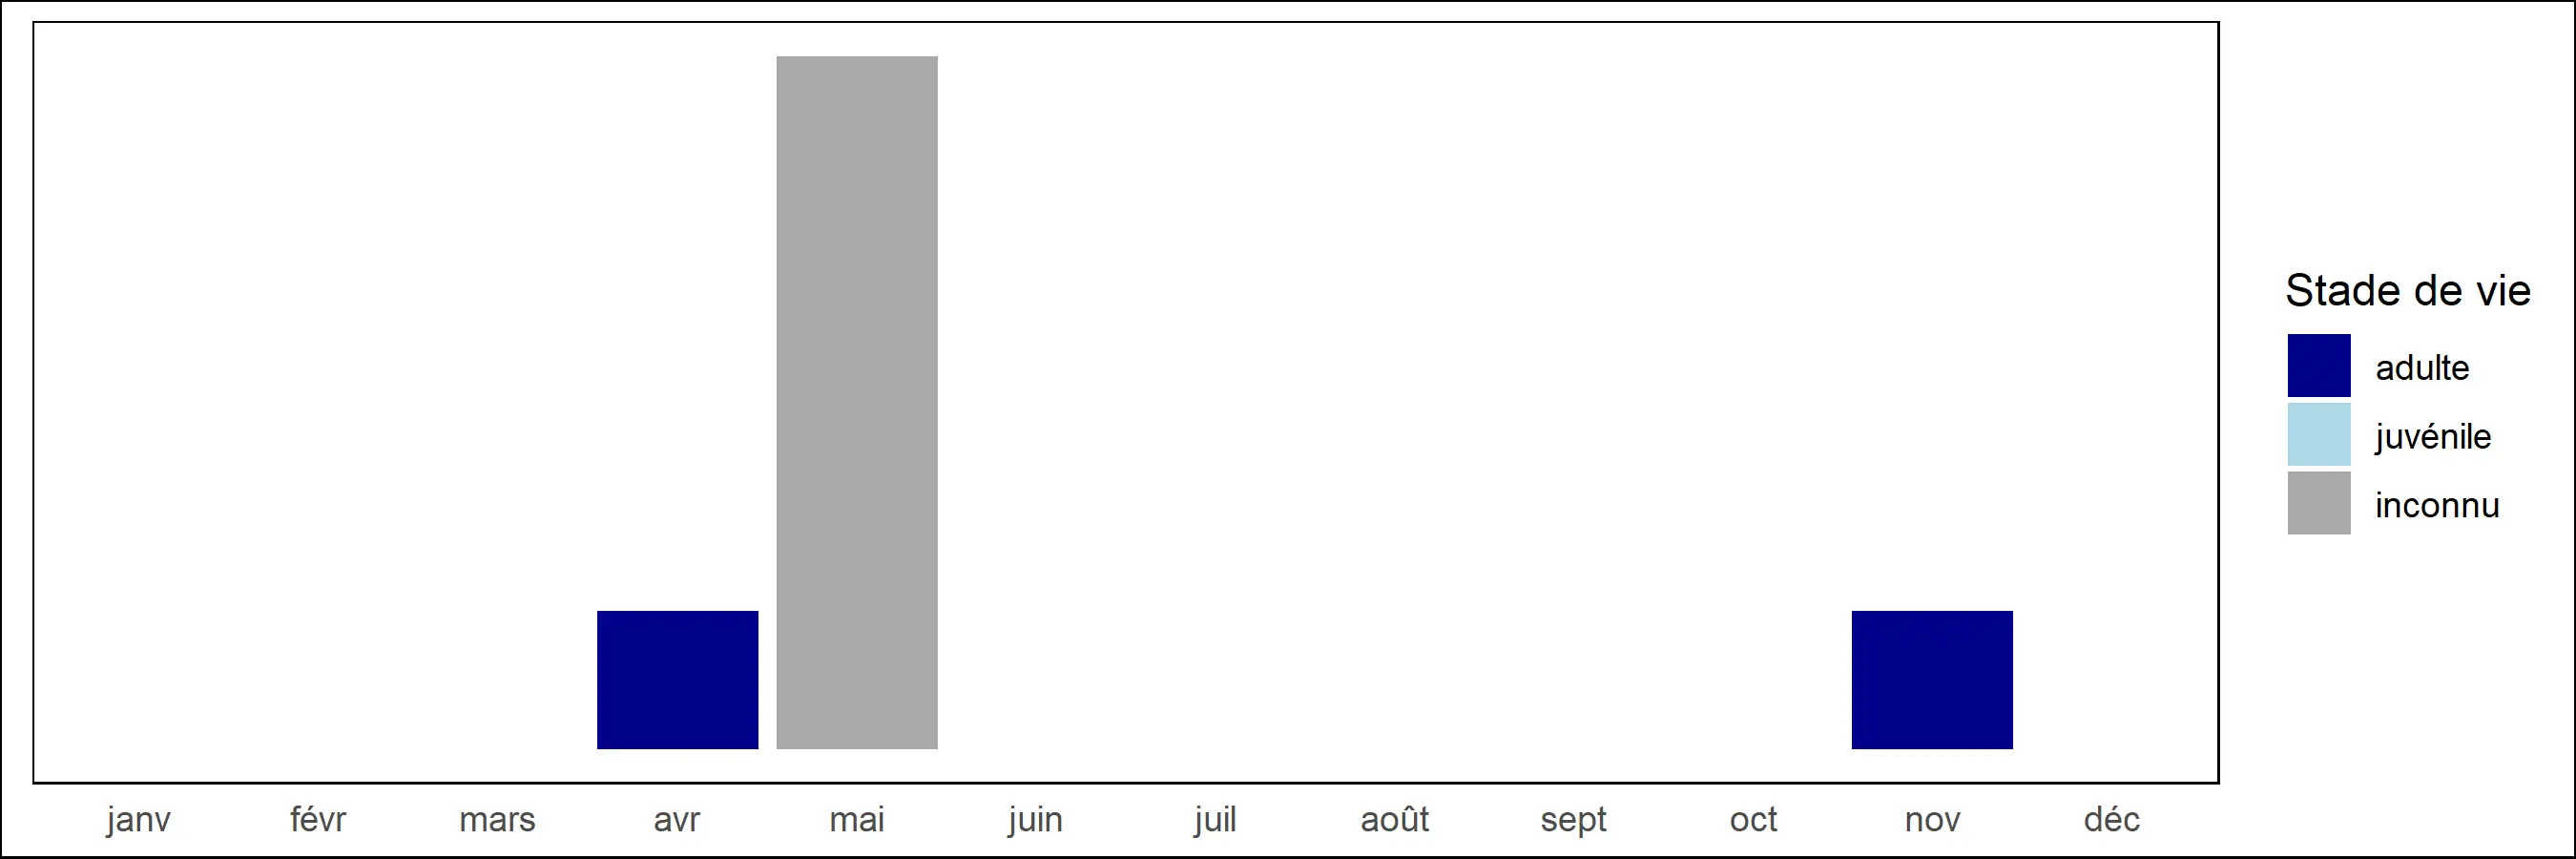 Stade de vie
adulte
juvénile
inconnu
janv févr mars avr mai juin juil août sept oct nov déc